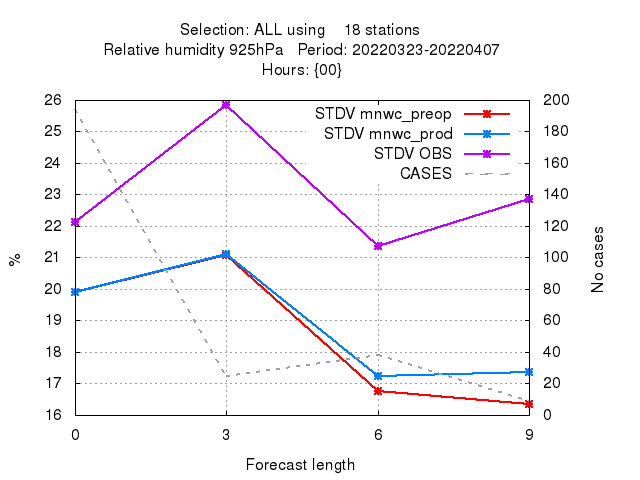 Selection: ALL using 18 stations
Relative humidity 925hPa Period: 20220323-20220407
Hours: {00}
STDV mnwc_preop
STDV mnwc_prod
STDV OBS
CASES
26
25
24
23
22
21
20
19
18
17
16
%
200
180
160
140
120
100
80
60
40
20
0
No cases
0 3 6 9
Forecast length